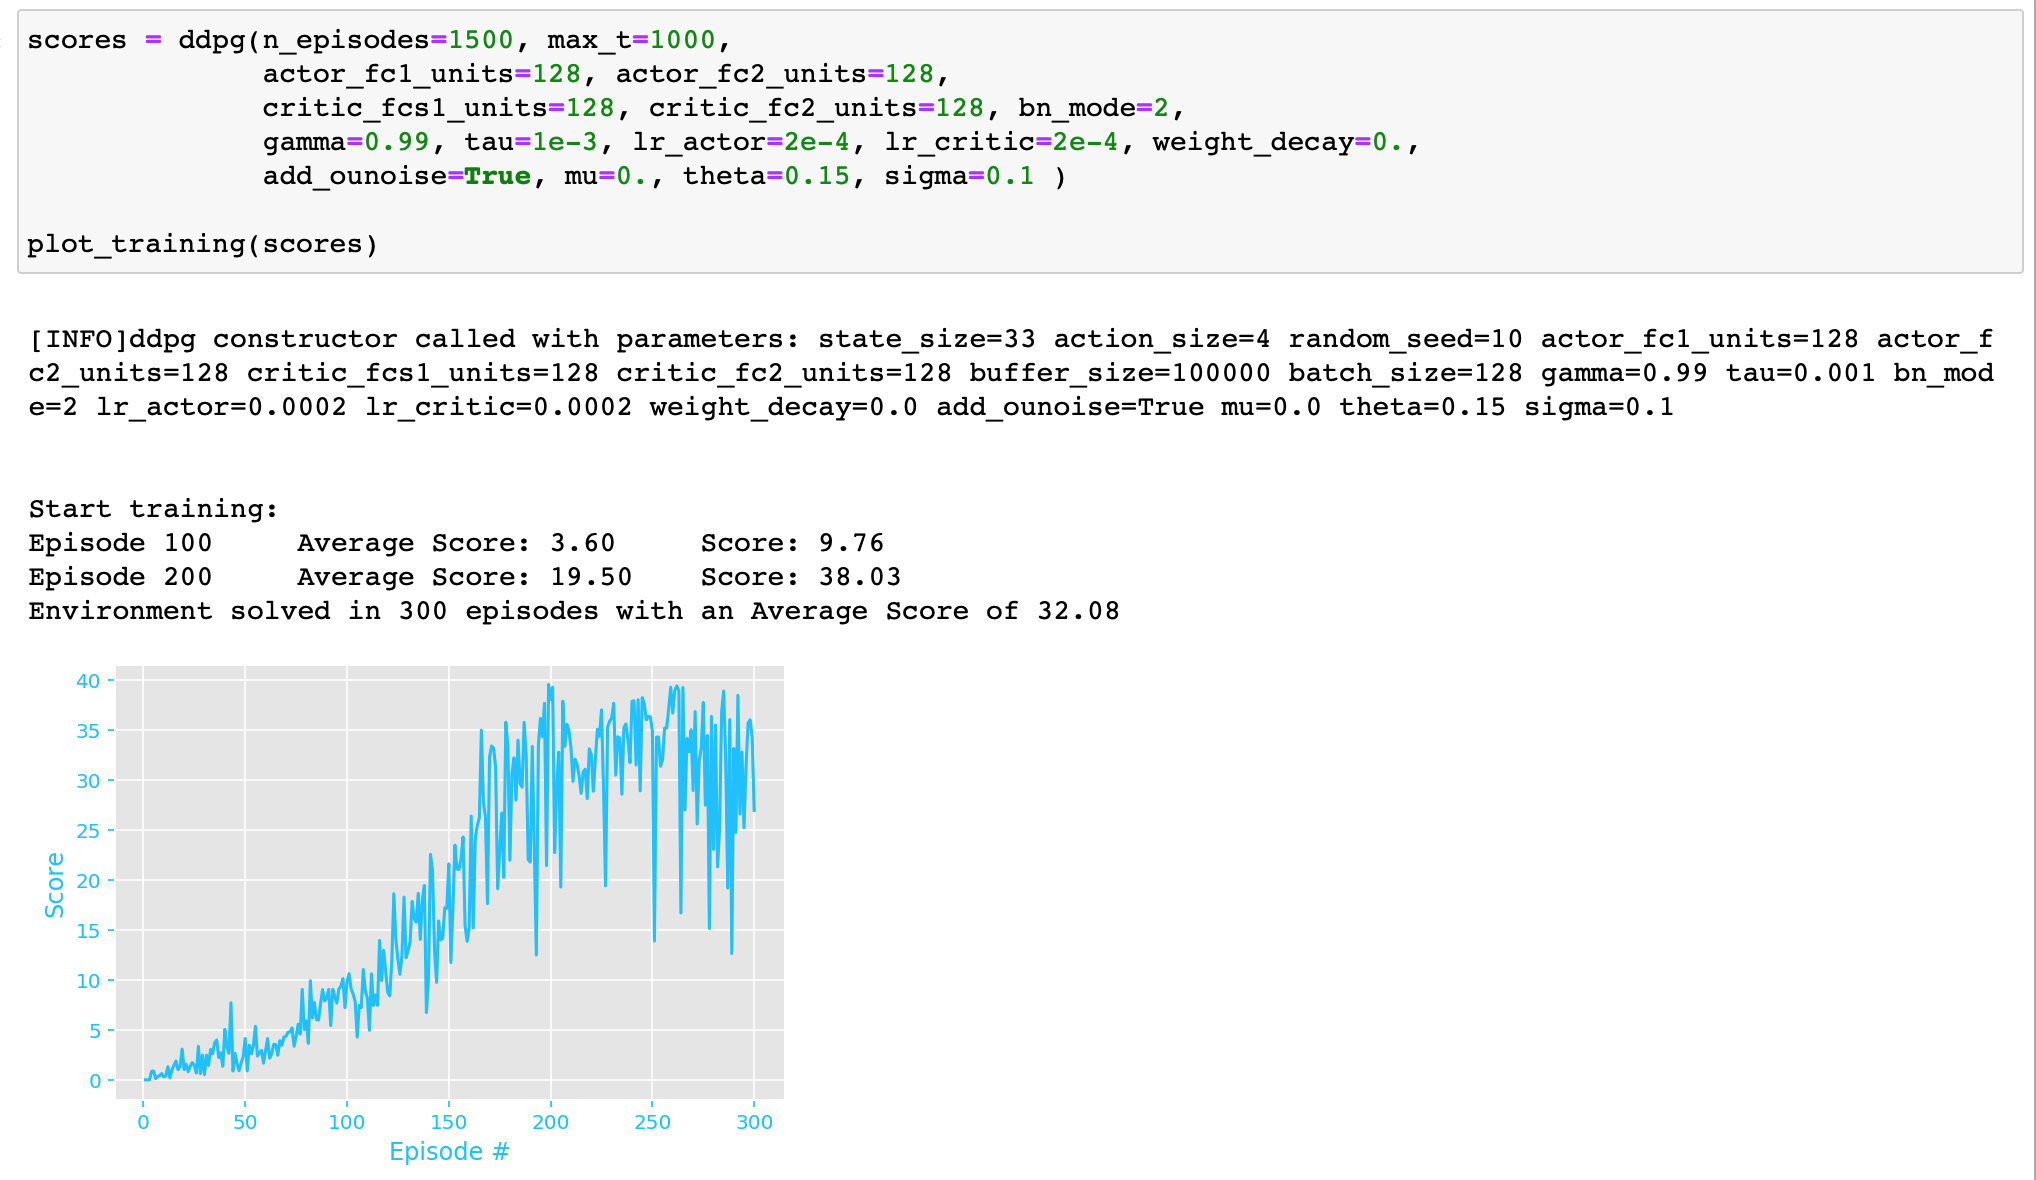 scores = ddpg(n_episodes=1500, max_t=1000,
actor_fc1_units=128, actor_fc2_units=128,
critic_fcs1_units=128, critic_fc2_units=128, bn_mode=2,
gamma=0.99, tau=1e-3, lr_actor=2e-4, lr_critic=2e-4, weight_decay=0.,
add_ounoise=True, mu=0., theta=0.15, sigma=0.1 )
plot_training(scores)
[INFO]ddpg constructor called with parameters: state_size=33 action_size=4 random_seed=10 actor_fc1_units=128 actor_f
c2_units=128 critic_fcs1_units=128 critic_fc2_units=128 buffer_size=100000 batch_size=128 gamma=0.99 tau=0.001 bn_mod
e=2 lr_actor=0.0002 lr_critic=0.0002 weight_decay=0.0 add_ounoise=True mu=0.0 theta=0.15 sigma=0.1
Start training:
Episode 100 Average Score: 3.60 Score: 9.76
Episode 200 Average Score: 19.50 Score: 38.03
Environment solved in 300 episodes with an Average Score of 32.08
40
35
30
25
20
15
10
5
0
Score
0 50 100 150 200 250 300
Episode #